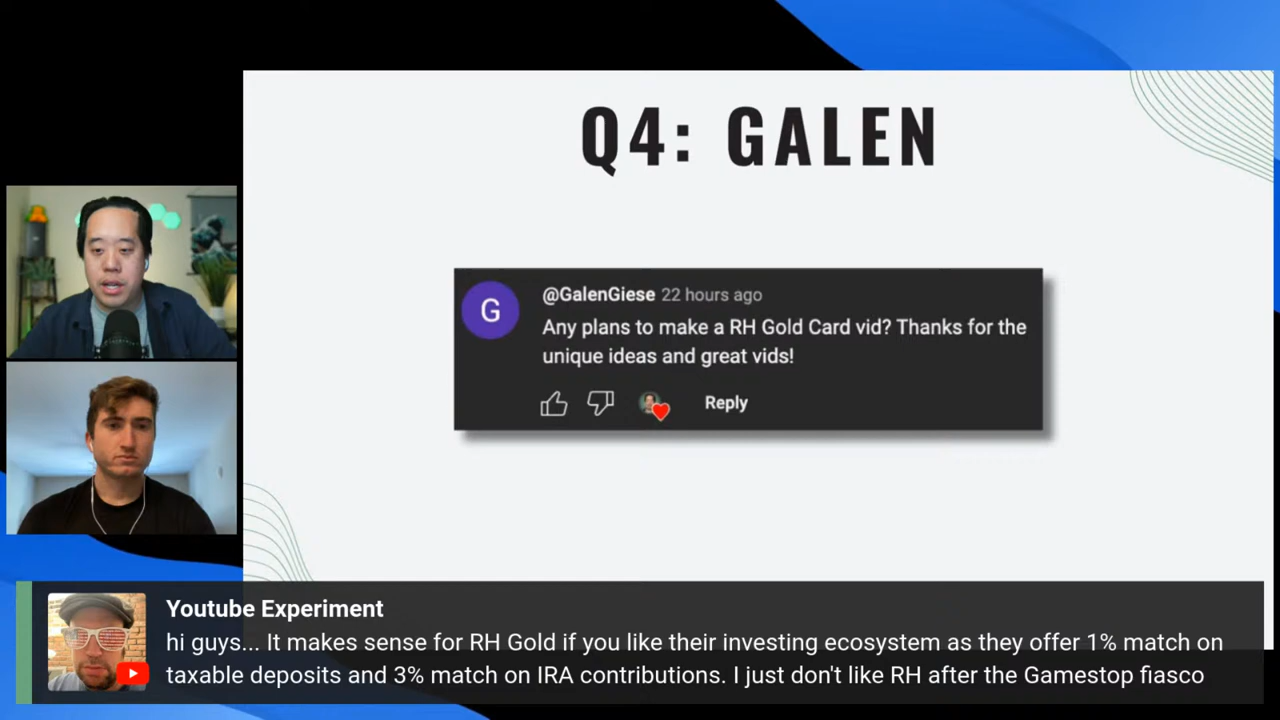 Q4: GALEN
G
@GalenGiese 22 hours ago
Any plans to make a RH Gold Card vid? Thanks for the
unique ideas and great vids!
Reply
Youtube Experiment
hi guys... It makes sense for RH Gold if you like their investing ecosystem as they offer 1% match on
taxable deposits and 3% match on IRA contributions. I just don't like RH after the Gamestop fiasco